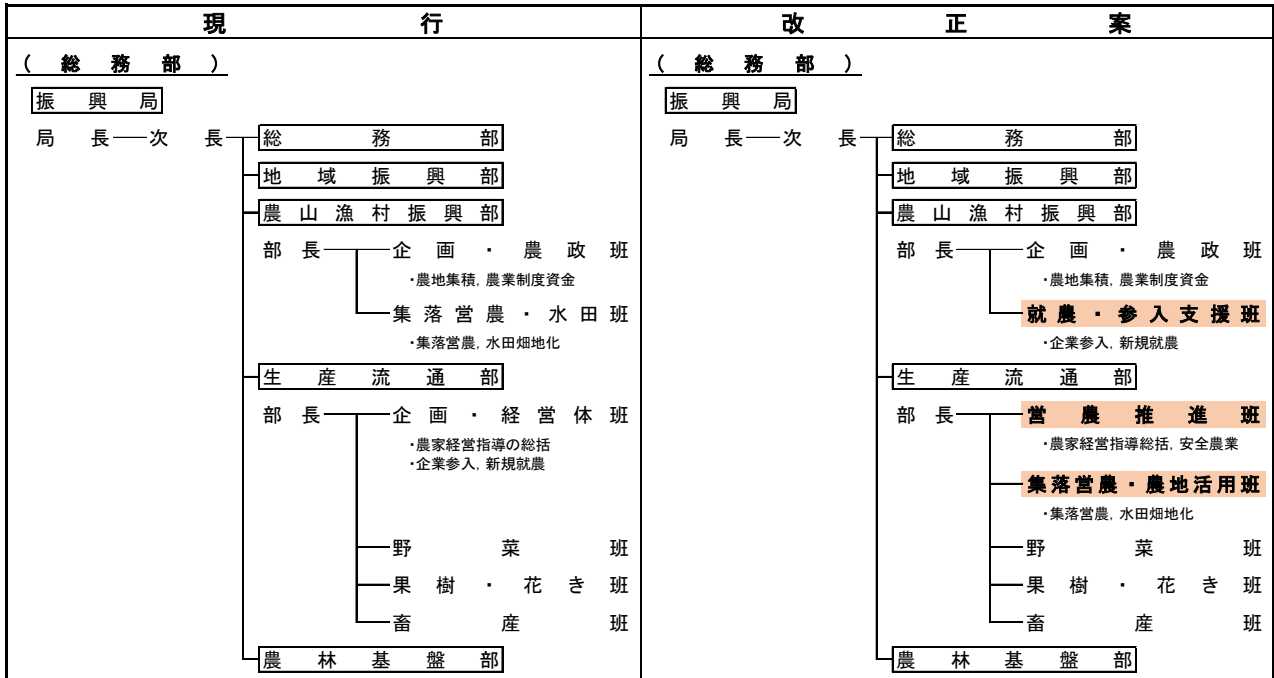 現行
（総務部）
振興局
局長 次長 総務部
地域振興部
農山漁村振興部
部長 企画・農政班
・農地集積, 農業制度資金
集落営農・水田班
・集落営農, 水田畑地化
生産流通部
部長 企画・経営体班
・農家経営指導の総括
・企業参入, 新規就農
野菜班
果樹・花き班
畜産班
農林基盤部
改正案
（総務部）
振興局
局長 次長 総務部
地域振興部
農山漁村振興部
部長 企画・農政班
・農地集積, 農業制度資金
就農・参入支援班
・企業参入, 新規就農
生産流通部
部長 営農推進班
・農家経営指導総括, 安全農業
集落営農・農地活用班
・集落営農, 水田畑地化
野菜班
果樹・花き班
畜産班
農林基盤部